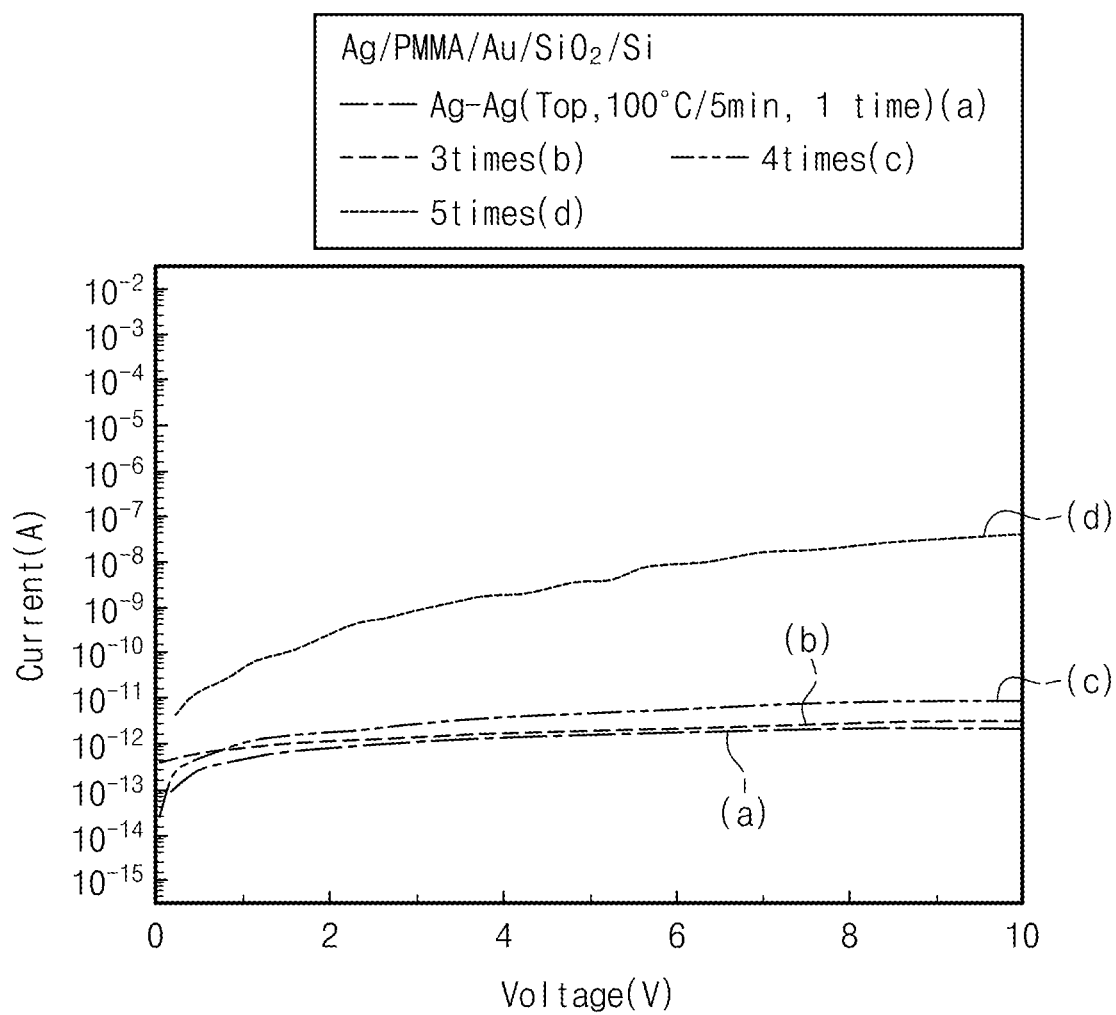 Ag/PMMA/Au/SiO₂/Si
Ag-Ag(Top,100°C/5min, 1 time)(a)
3times(b) 4times(c)
5times(d)
10⁻²
10⁻³
10⁻⁴
10⁻⁵
10⁻⁶
10⁻⁷
10⁻⁸
10⁻⁹
10⁻¹⁰
10⁻¹¹
10⁻¹²
10⁻¹³
10⁻¹⁴
10⁻¹⁵
Current(A)
(d)
(b)
(c)
(a)
0 2 4 6 8 10
Voltage(V)